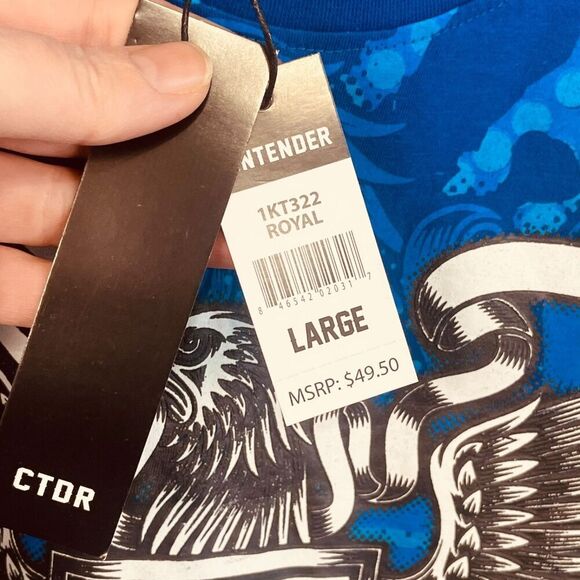 NTENDER
1KT322
ROYAL
8 46542 02031 7
LARGE
MSRP: $49.50
CTDR